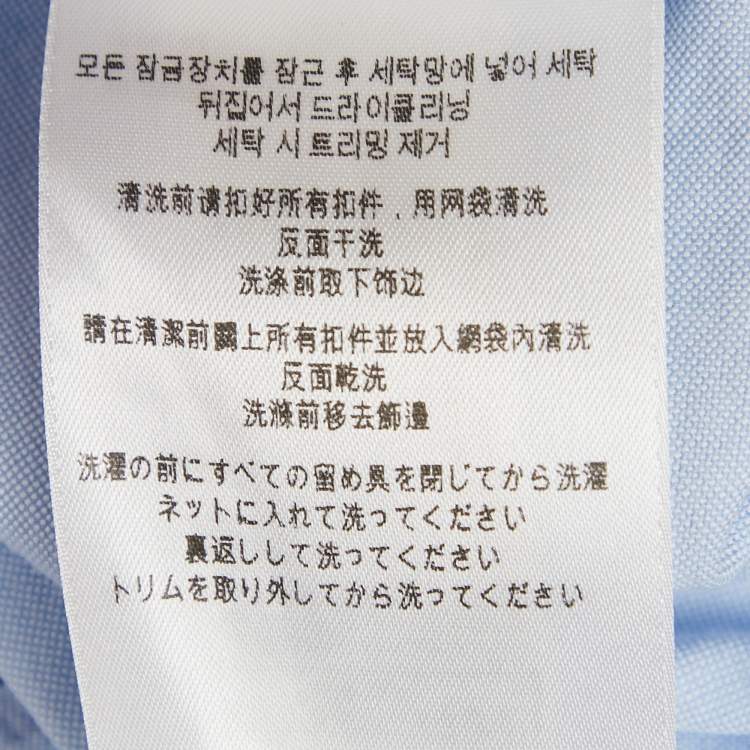 모든 잠금장치를 잠근 후 세탁망에 넣어 세탁
뒤집어서 드라이클리닝
세탁 시 트리밍 제거
清洗前请扣好所有扣件，用网袋清洗
反面干洗
洗涤前取下饰边
請在清潔前關上所有扣件並放入網袋內清洗
反面乾洗
洗滌前移去飾邊
洗濯の前にすべての留め具を閉じてから洗濯
ネットに入れて洗ってください
裏返しして洗ってください
トリムを取り外してから洗ってください